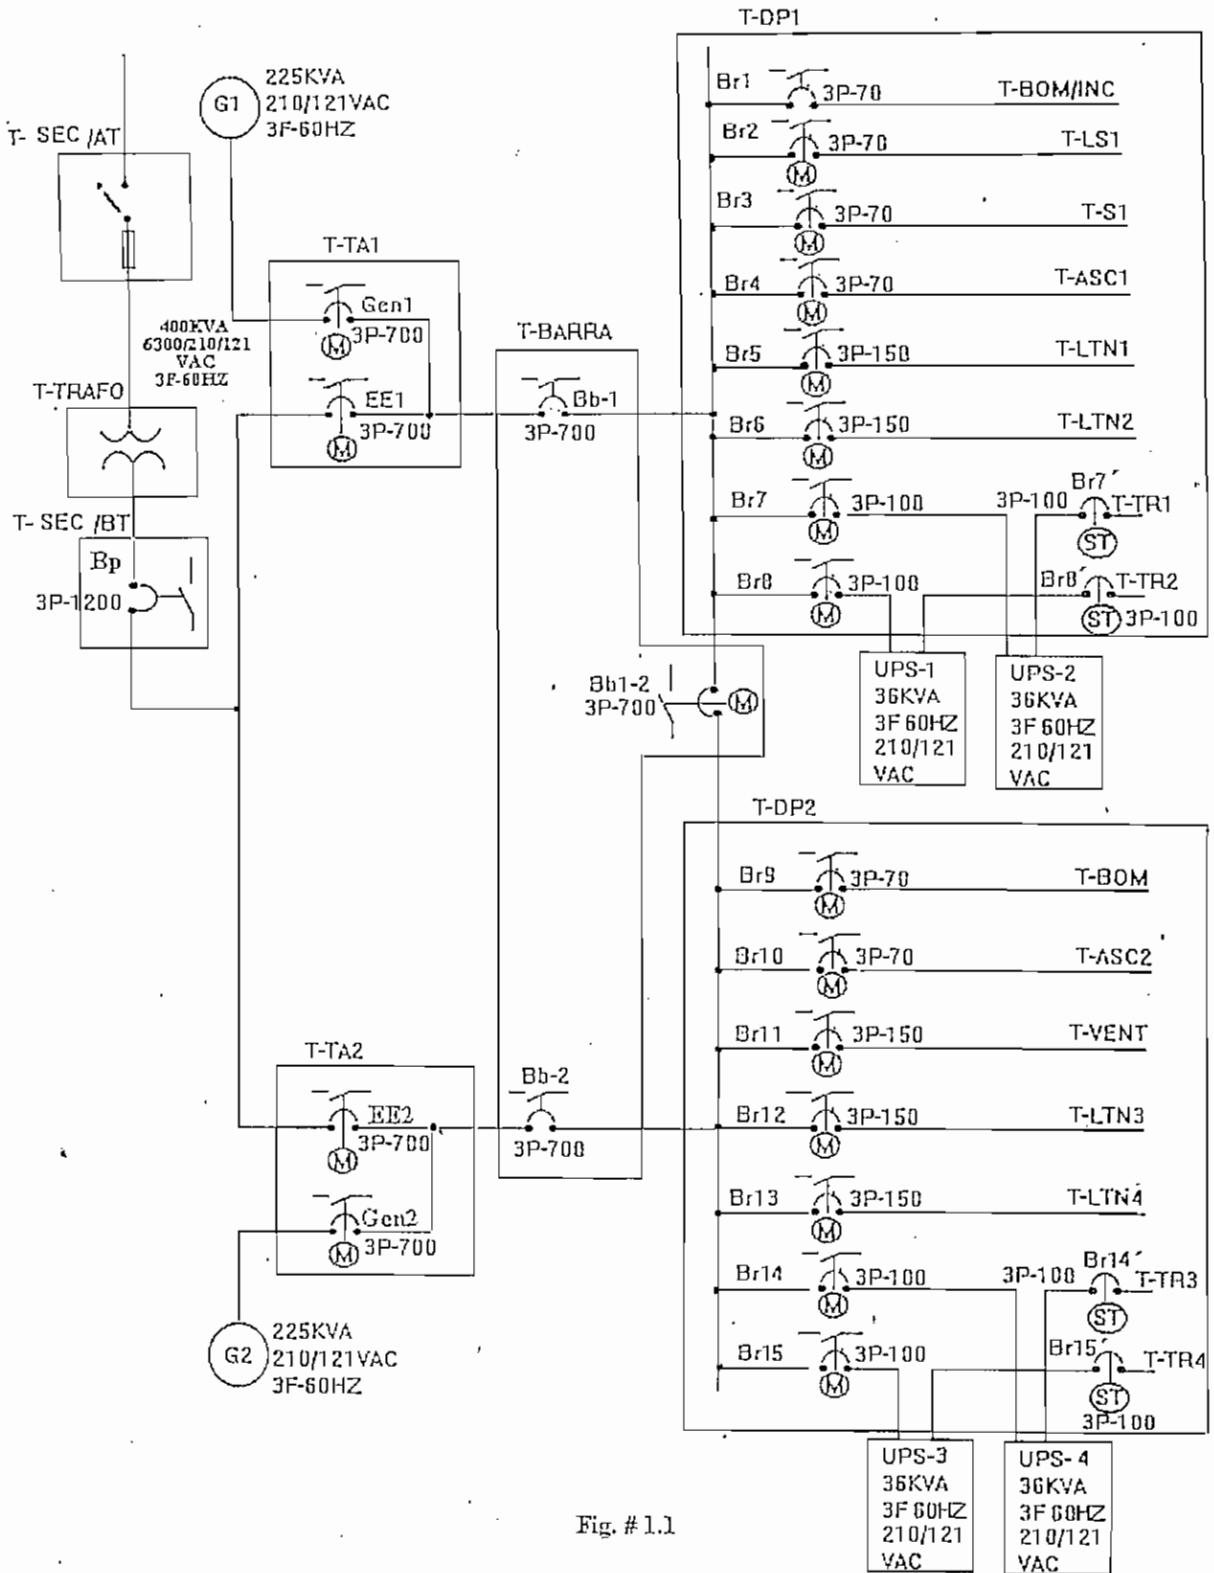 T-DP1
225KVA
G1
210/121VAC
3F-60HZ
T- SEC /AT
Br1
3P-70
T-BOM/INC
Br2
3P-70
T-LS1
M
Br3
3P-70
T-S1
M
T-TA1
Gen1
3P-700
M
Br4
3P-70
T-ASC1
M
400KVA
6300/210/121
VAC
3F-60HZ
T-BARRA
Br5
3P-150
T-LTN1
M
T-TRAFO
EE1
3P-700
M
Bb-1
3P-700
Br6
3P-150
T-LTN2
M
Br7
3P-100
M
Br7´
3P-100
T-TR1
ST
T- SEC /BT
Bp
3P-1200
Br8
3P-100
M
Br8´
T-TR2
ST
3P-100
Bb1-2
3P-700
M
UPS-1
36KVA
3F 60HZ
210/121
VAC
UPS-2
36KVA
3F 60HZ
210/121
VAC
T-DP2
Br9
3P-70
T-BOM
M
Br10
3P-70
T-ASC2
M
Br11
3P-150
T-VENT
M
T-TA2
EE2
3P-700
M
Bb-2
3P-700
Br12
3P-150
T-LTN3
M
Gen2
3P-700
M
Br13
3P-150
T-LTN4
M
Br14
3P-100
M
Br14´
3P-100
T-TR3
ST
225KVA
G2
210/121VAC
3F-60HZ
Br15
3P-100
M
Br15´
T-TR4
ST
3P-100
UPS-3
36KVA
3F 60HZ
210/121
VAC
UPS- 4
36KVA
3F 60HZ
210/121
VAC
Fig. # 1.1